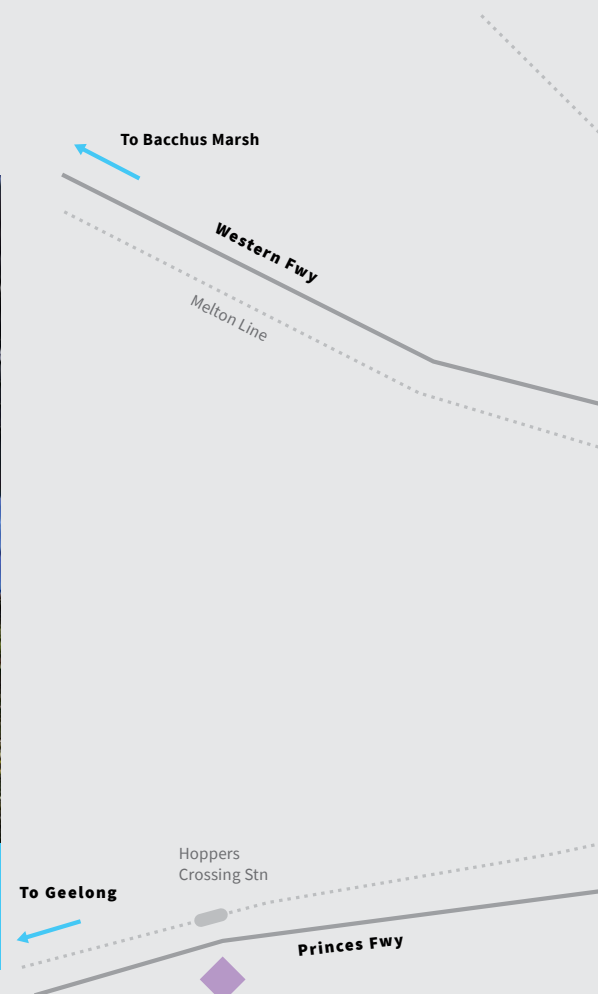 To Bacchus Marsh
Western Fwy
Melton Line
Hoppers
Crossing Stn
To Geelong
Princes Fwy